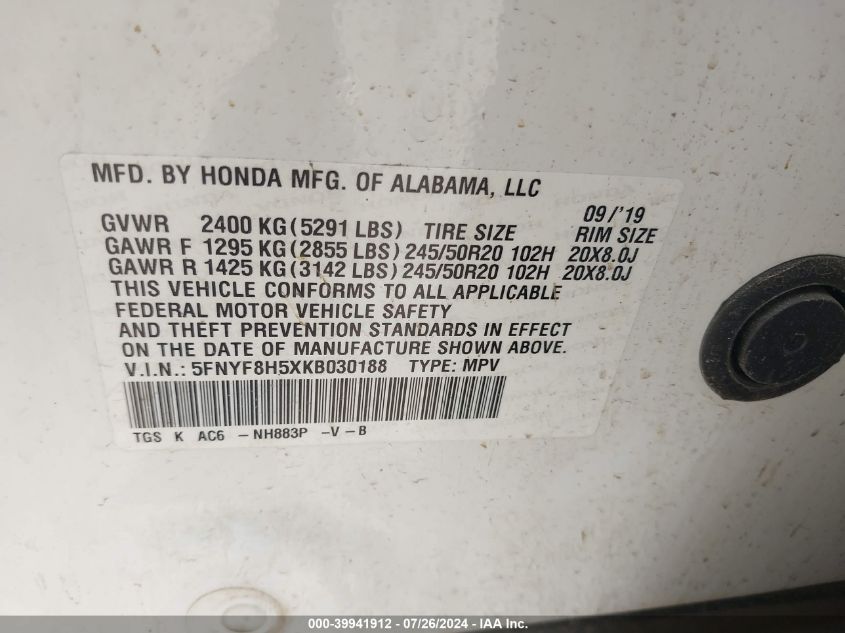 MFD. BY HONDA MFG. OF ALABAMA, LLC
09/'19
GVWR 2400 KG (5291 LBS) TIRE SIZE RIM SIZE
GAWR F 1295 KG (2855 LBS) 245/50R20 102H 20X8.0J
GAWR R 1425 KG (3142 LBS) 245/50R20 102H 20X8.0J
THIS VEHICLE CONFORMS TO ALL APPLICABLE
FEDERAL MOTOR VEHICLE SAFETY
AND THEFT PREVENTION STANDARDS IN EFFECT
ON THE DATE OF MANUFACTURE SHOWN ABOVE.
V.I.N.: 5FNYF8H5XKB030188 TYPE: MPV
TGS K AC6 -NH883P -V-B
000-39941912 / 07/26/2024 - IAA Inc.